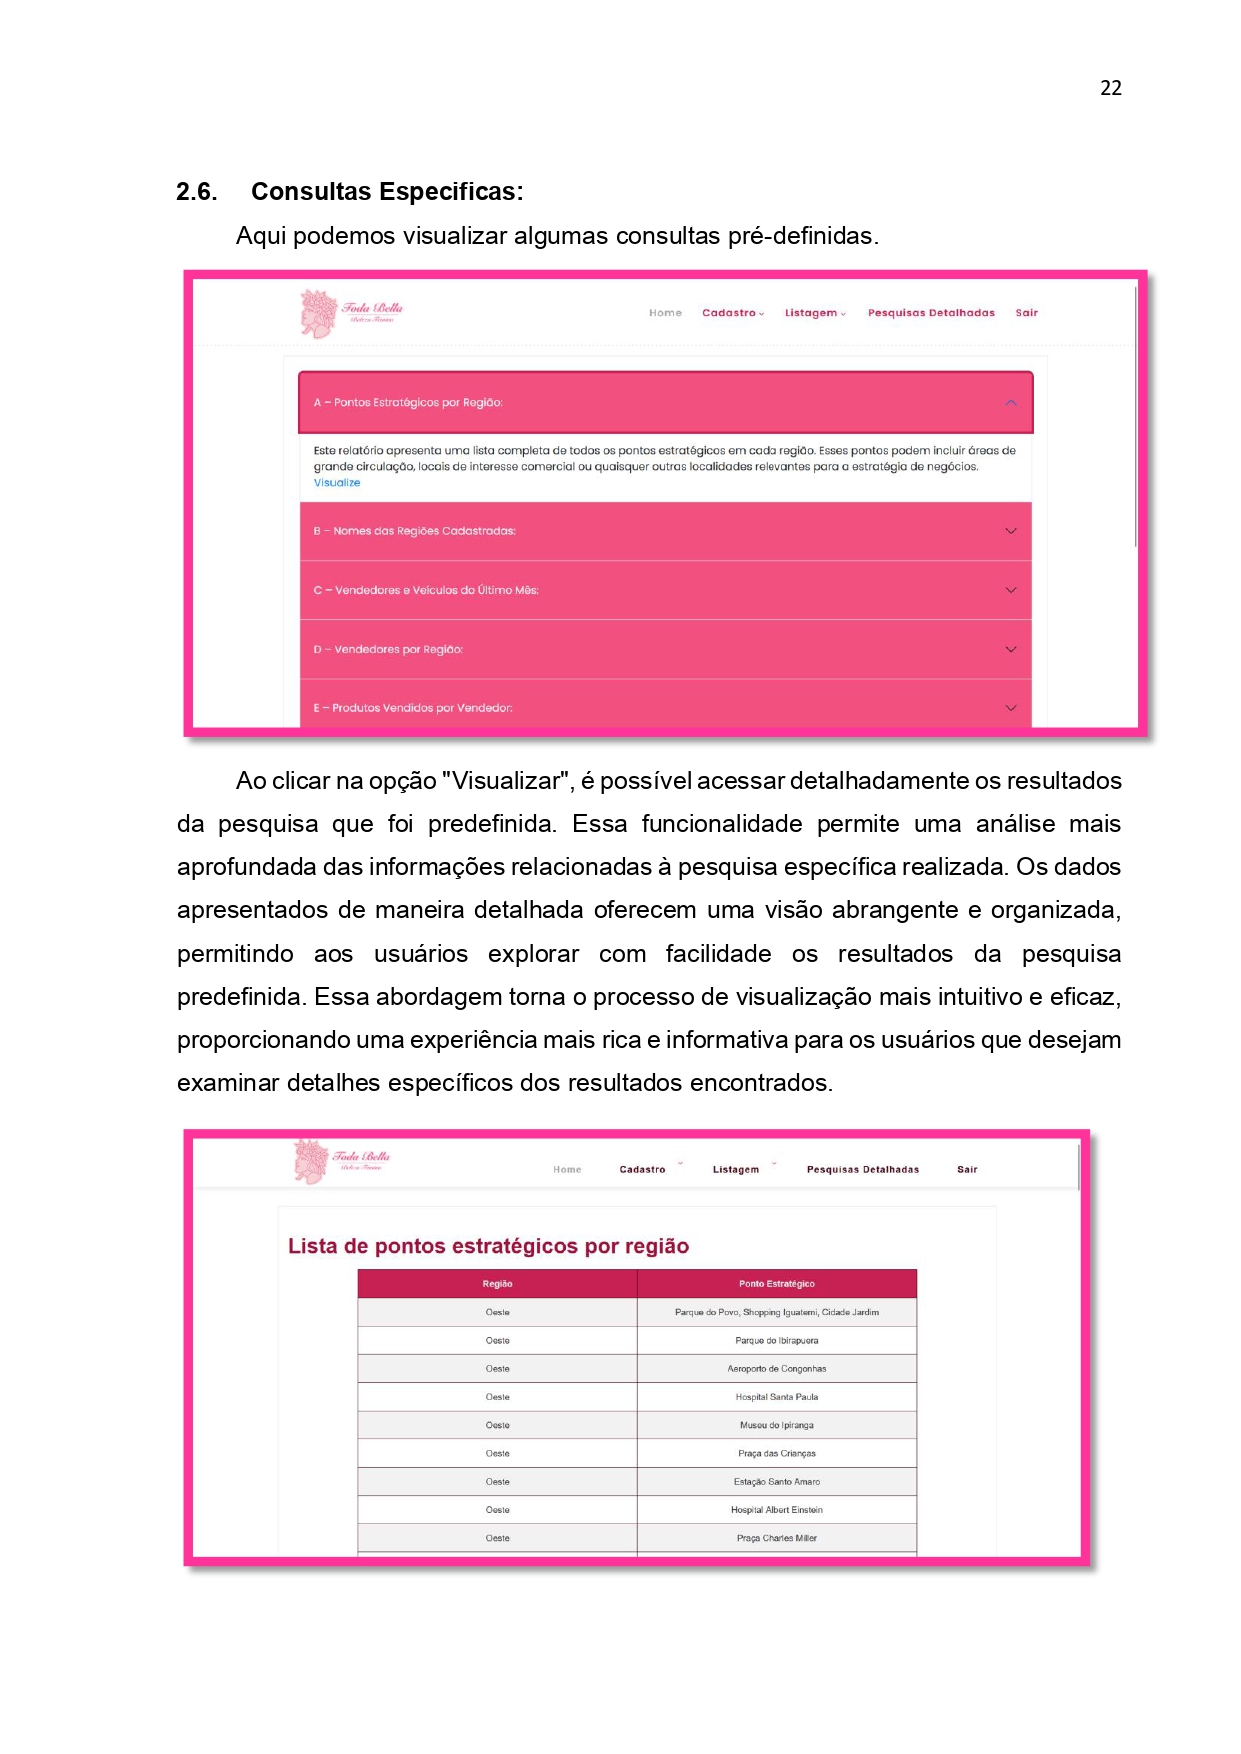 22
2.6. Consultas Especificas:
Aqui podemos visualizar algumas consultas pré-definidas.
Toda Bella
Home Cadastro Listagem Pesquisas Detalhadas Sair
A – Pontos Estratégicos por Região:
Este relatório apresenta uma lista completa de todos os pontos estratégicos em cada região. Esses pontos podem incluir áreas de
grande circulação, locais de interesse comercial ou quaisquer outras localidades relevantes para a estratégia de negócios.
Visualize
B – Nomes das Regiões Cadastradas:
C – Vendedores e Veículos do Último Mês:
D – Vendedores por Região:
E – Produtos Vendidos por Vendedor:
Ao clicar na opção "Visualizar", é possível acessar detalhadamente os resultados
da pesquisa que foi predefinida. Essa funcionalidade permite uma análise mais
aprofundada das informações relacionadas à pesquisa específica realizada. Os dados
apresentados de maneira detalhada oferecem uma visão abrangente e organizada,
permitindo aos usuários explorar com facilidade os resultados da pesquisa
predefinida. Essa abordagem torna o processo de visualização mais intuitivo e eficaz,
proporcionando uma experiência mais rica e informativa para os usuários que desejam
examinar detalhes específicos dos resultados encontrados.
Toda Bella
Home Cadastro Listagem Pesquisas Detalhadas Sair
Lista de pontos estratégicos por região
Região Ponto Estratégico
Oeste Parque do Povo, Shopping Iguatemi, Cidade Jardim
Oeste Parque do Ibirapuera
Oeste Aeroporto de Congonhas
Oeste Hospital Santa Paula
Oeste Museu do Ipiranga
Oeste Praça das Crianças
Oeste Estação Santo Amaro
Oeste Hospital Albert Einstein
Oeste Praça Charles Miller